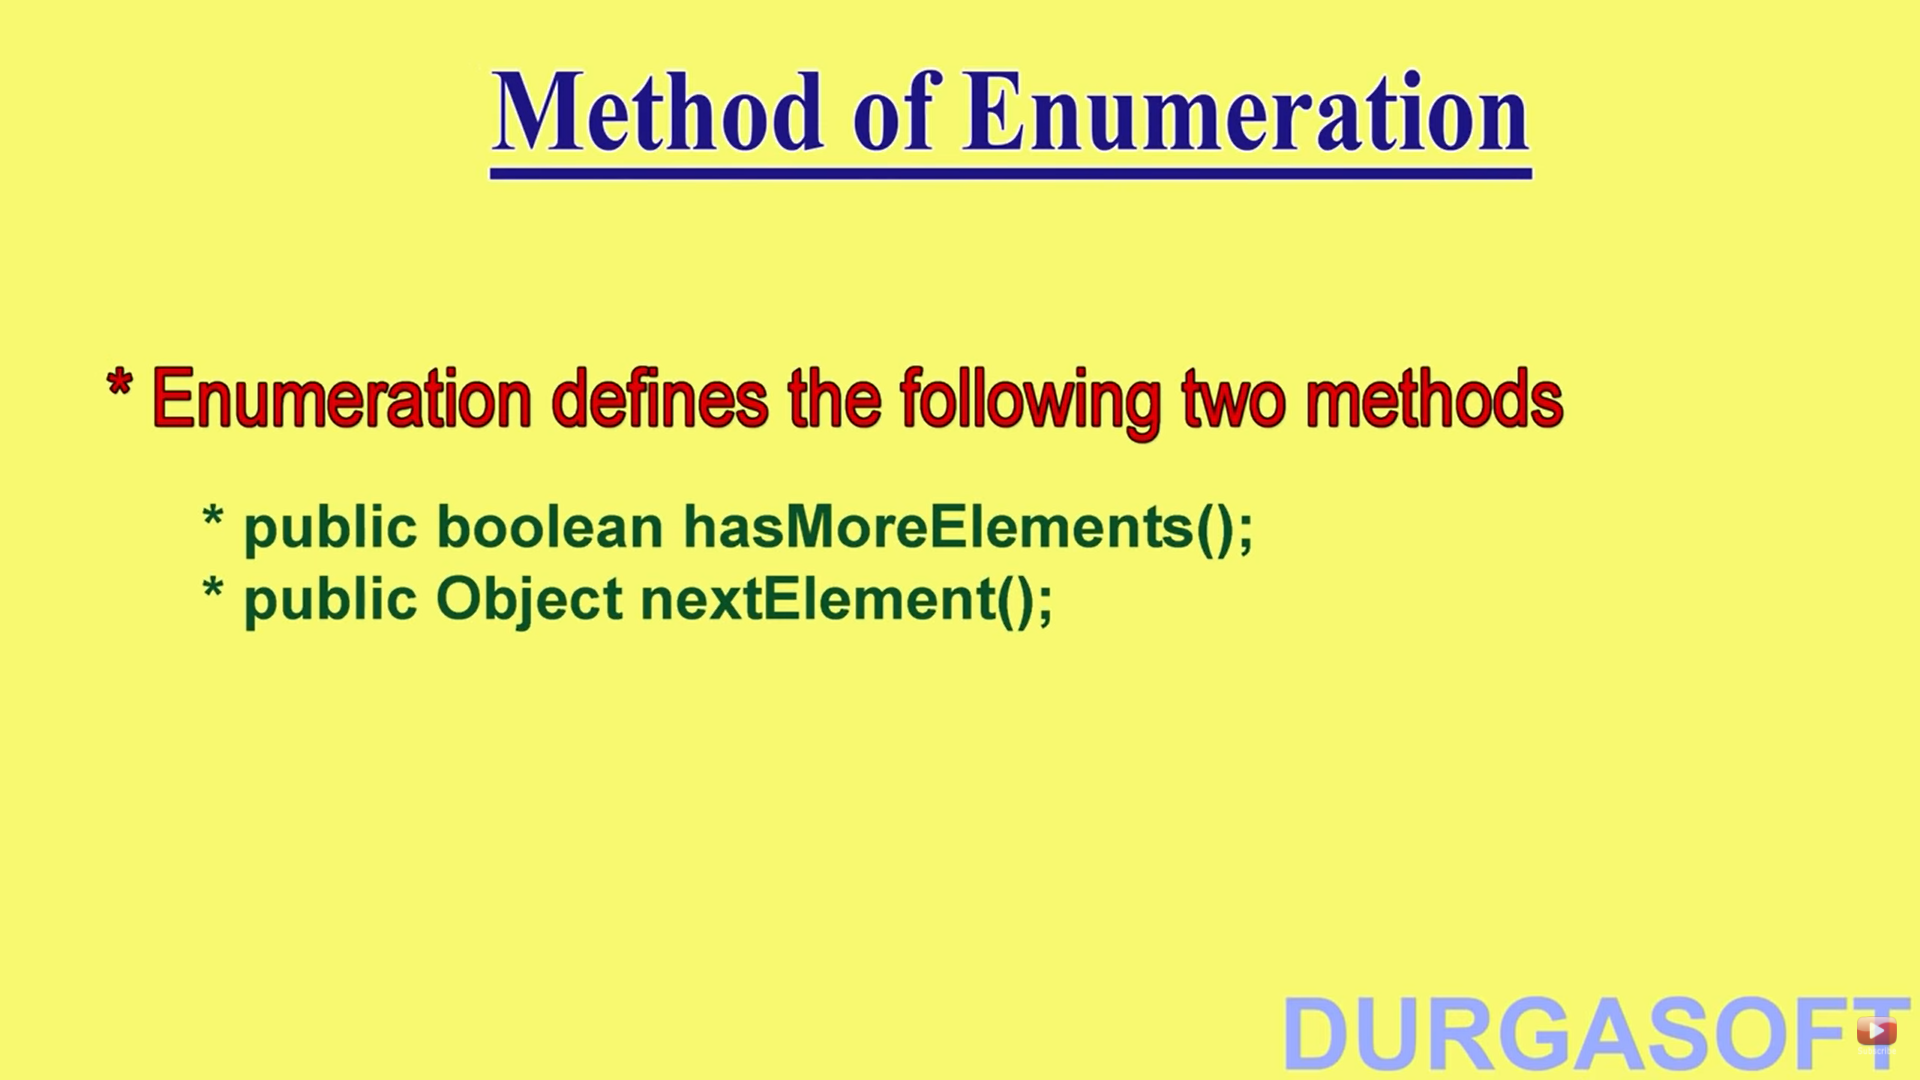 Method of Enumeration
* Enumeration defines the following two methods
* public boolean hasMoreElements();
* public Object nextElement();
DURGASOFT